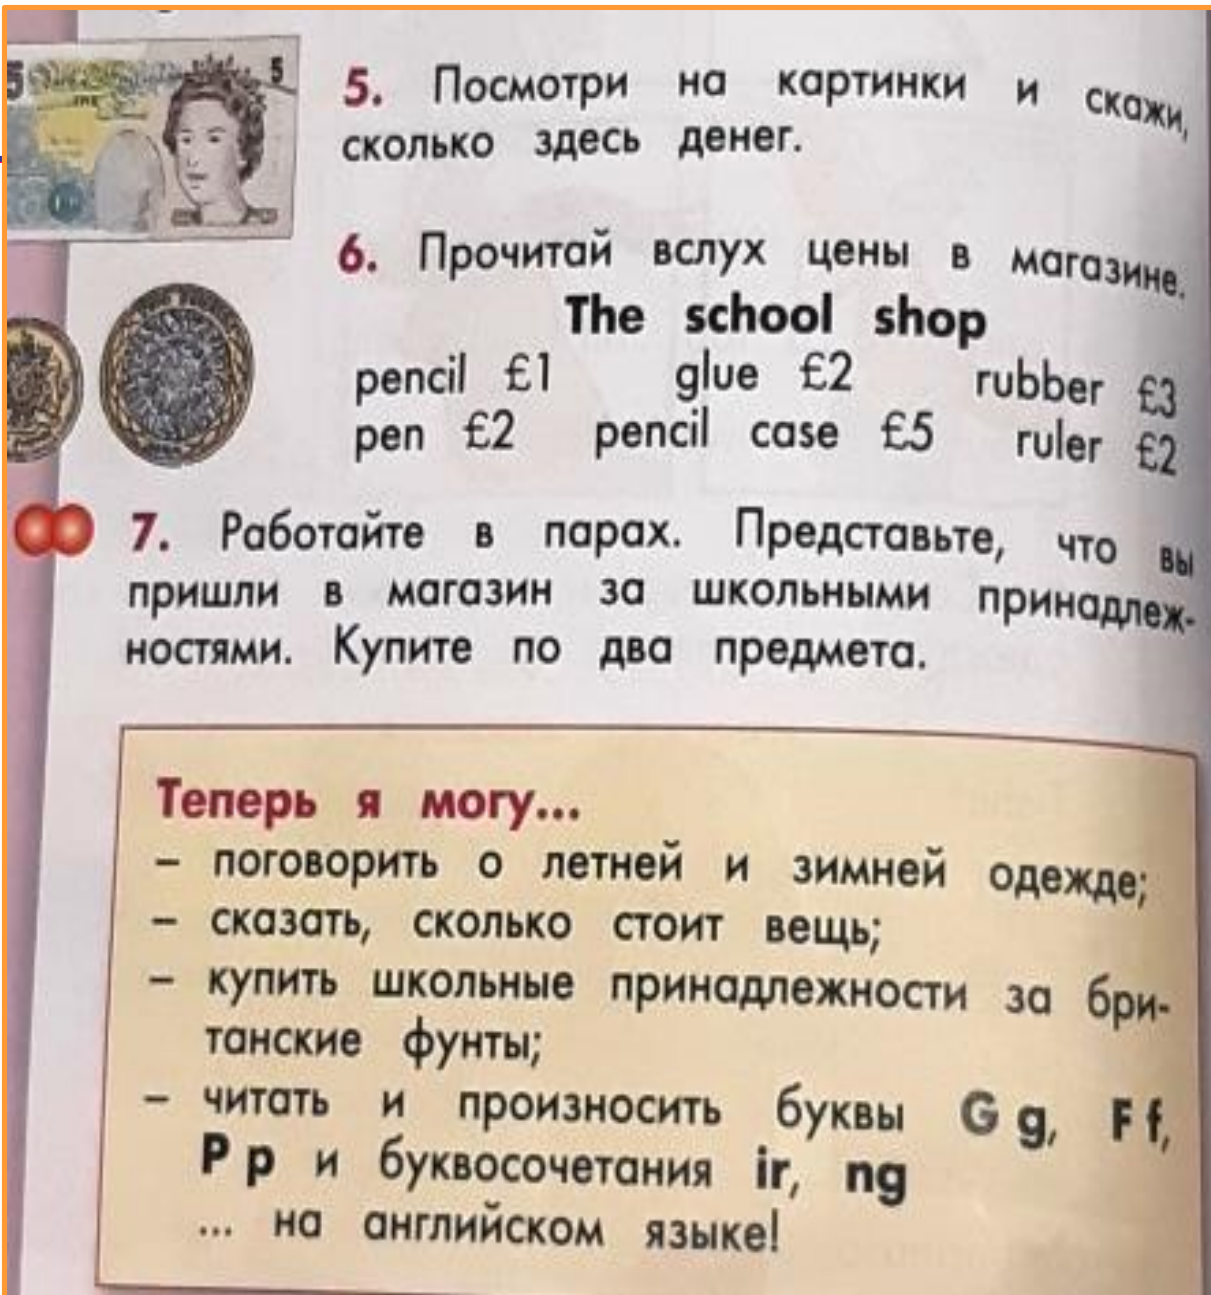 5
5
5. Посмотри на картинки и скажи,
сколько здесь денег.
6. Прочитай вслух цены в магазине.
The school shop
pencil £1 glue £2 rubber £3
pen £2 pencil case £5 ruler £2
7. Работайте в парах. Представьте, что вы
пришли в магазин за школьными принадлеж-
ностями. Купите по два предмета.
Теперь я могу...
– поговорить о летней и зимней одежде;
– сказать, сколько стоит вещь;
– купить школьные принадлежности за бри-
танские фунты;
– читать и произносить буквы G g, F f,
P p и буквосочетания ir, ng
... на английском языке!